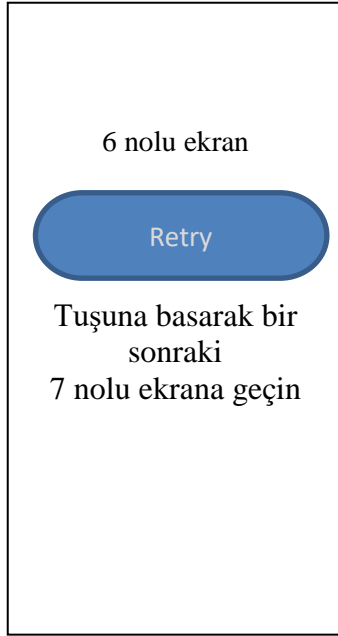 6 nolu ekran
Retry
Tuşuna basarak bir
sonraki
7 nolu ekrana geçin